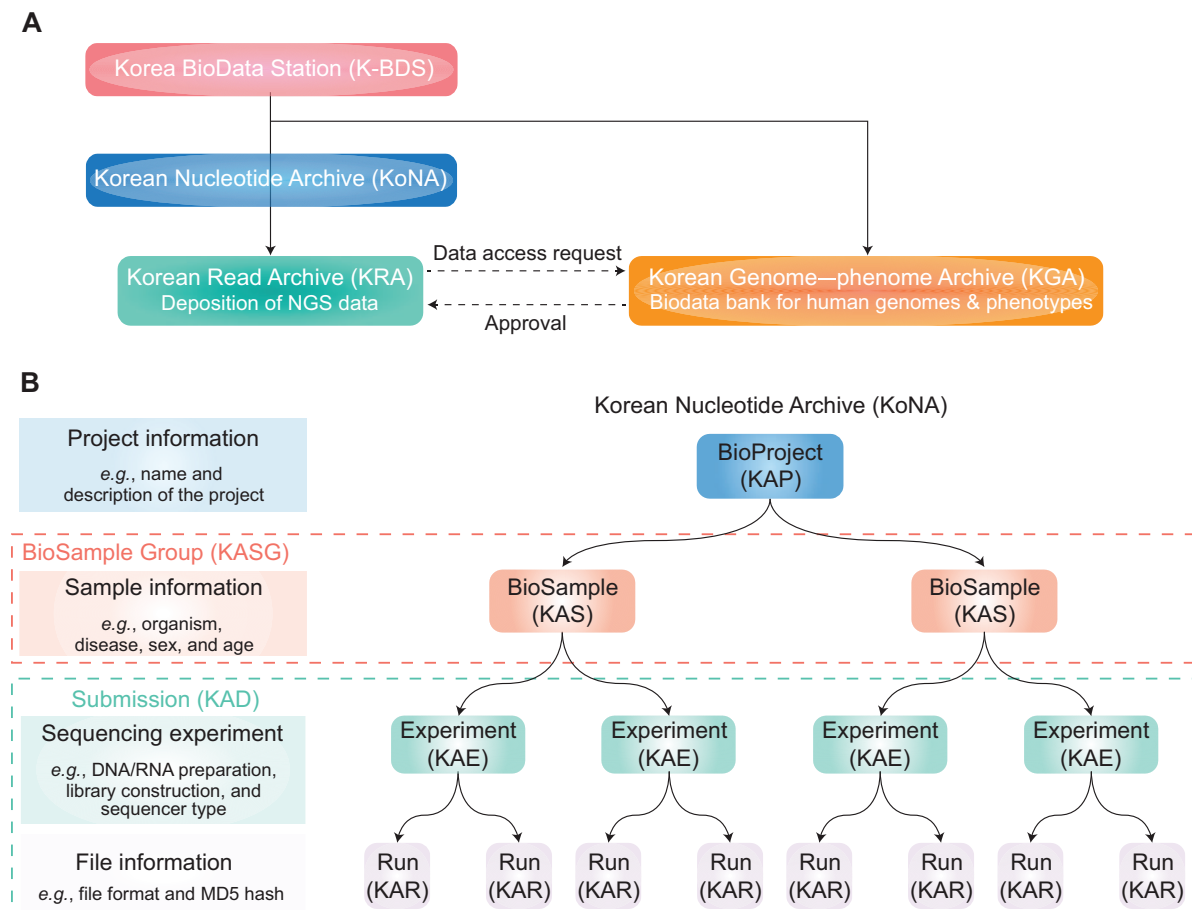 A
Korea BioData Station (K-BDS)
Korean Nucleotide Archive (KoNA)
Korean Read Archive (KRA)
Deposition of NGS data
Data access request
Approval
Korean Genome—phenome Archive (KGA)
Biodata bank for human genomes & phenotypes
B
Korean Nucleotide Archive (KoNA)
Project information
e.g., name and
description of the project
BioProject
(KAP)
BioSample Group (KASG)
Sample information
e.g., organism,
disease, sex, and age
BioSample
(KAS)
BioSample
(KAS)
Submission (KAD)
Sequencing experiment
e.g., DNA/RNA preparation,
library construction, and
sequencer type
Experiment
(KAE)
Experiment
(KAE)
Experiment
(KAE)
Experiment
(KAE)
File information
e.g., file format and MD5 hash
Run
(KAR)
Run
(KAR)
Run
(KAR)
Run
(KAR)
Run
(KAR)
Run
(KAR)
Run
(KAR)
Run
(KAR)